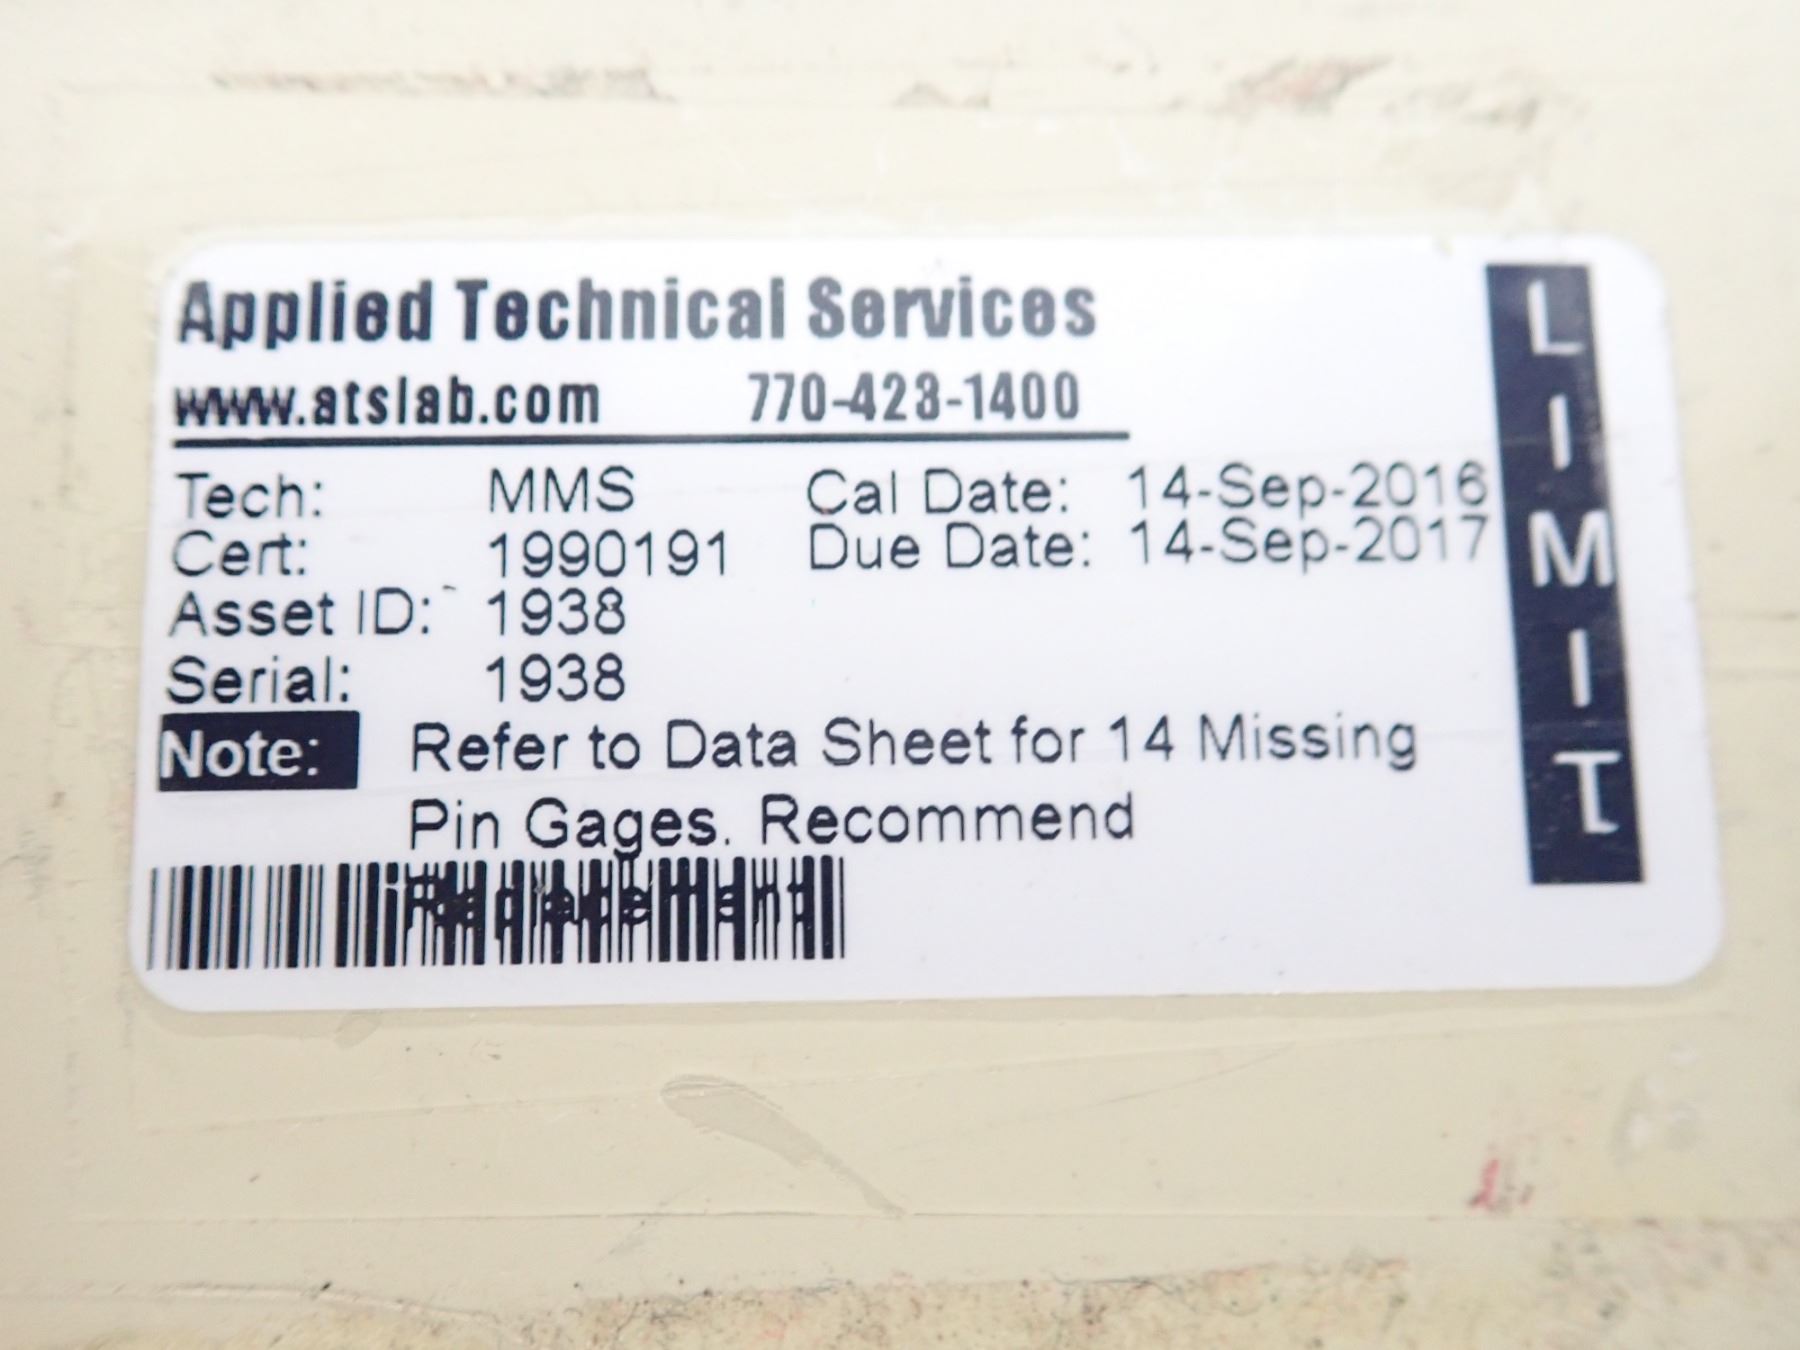 Applied Technical Services
www.atslab.com 770-423-1400
Tech: MMS Cal Date: 14-Sep-2016
Cert: 1990191 Due Date: 14-Sep-2017
Asset ID: 1938
Serial: 1938
Note: Refer to Data Sheet for 14 Missing
Pin Gages. Recommend
LIMIT